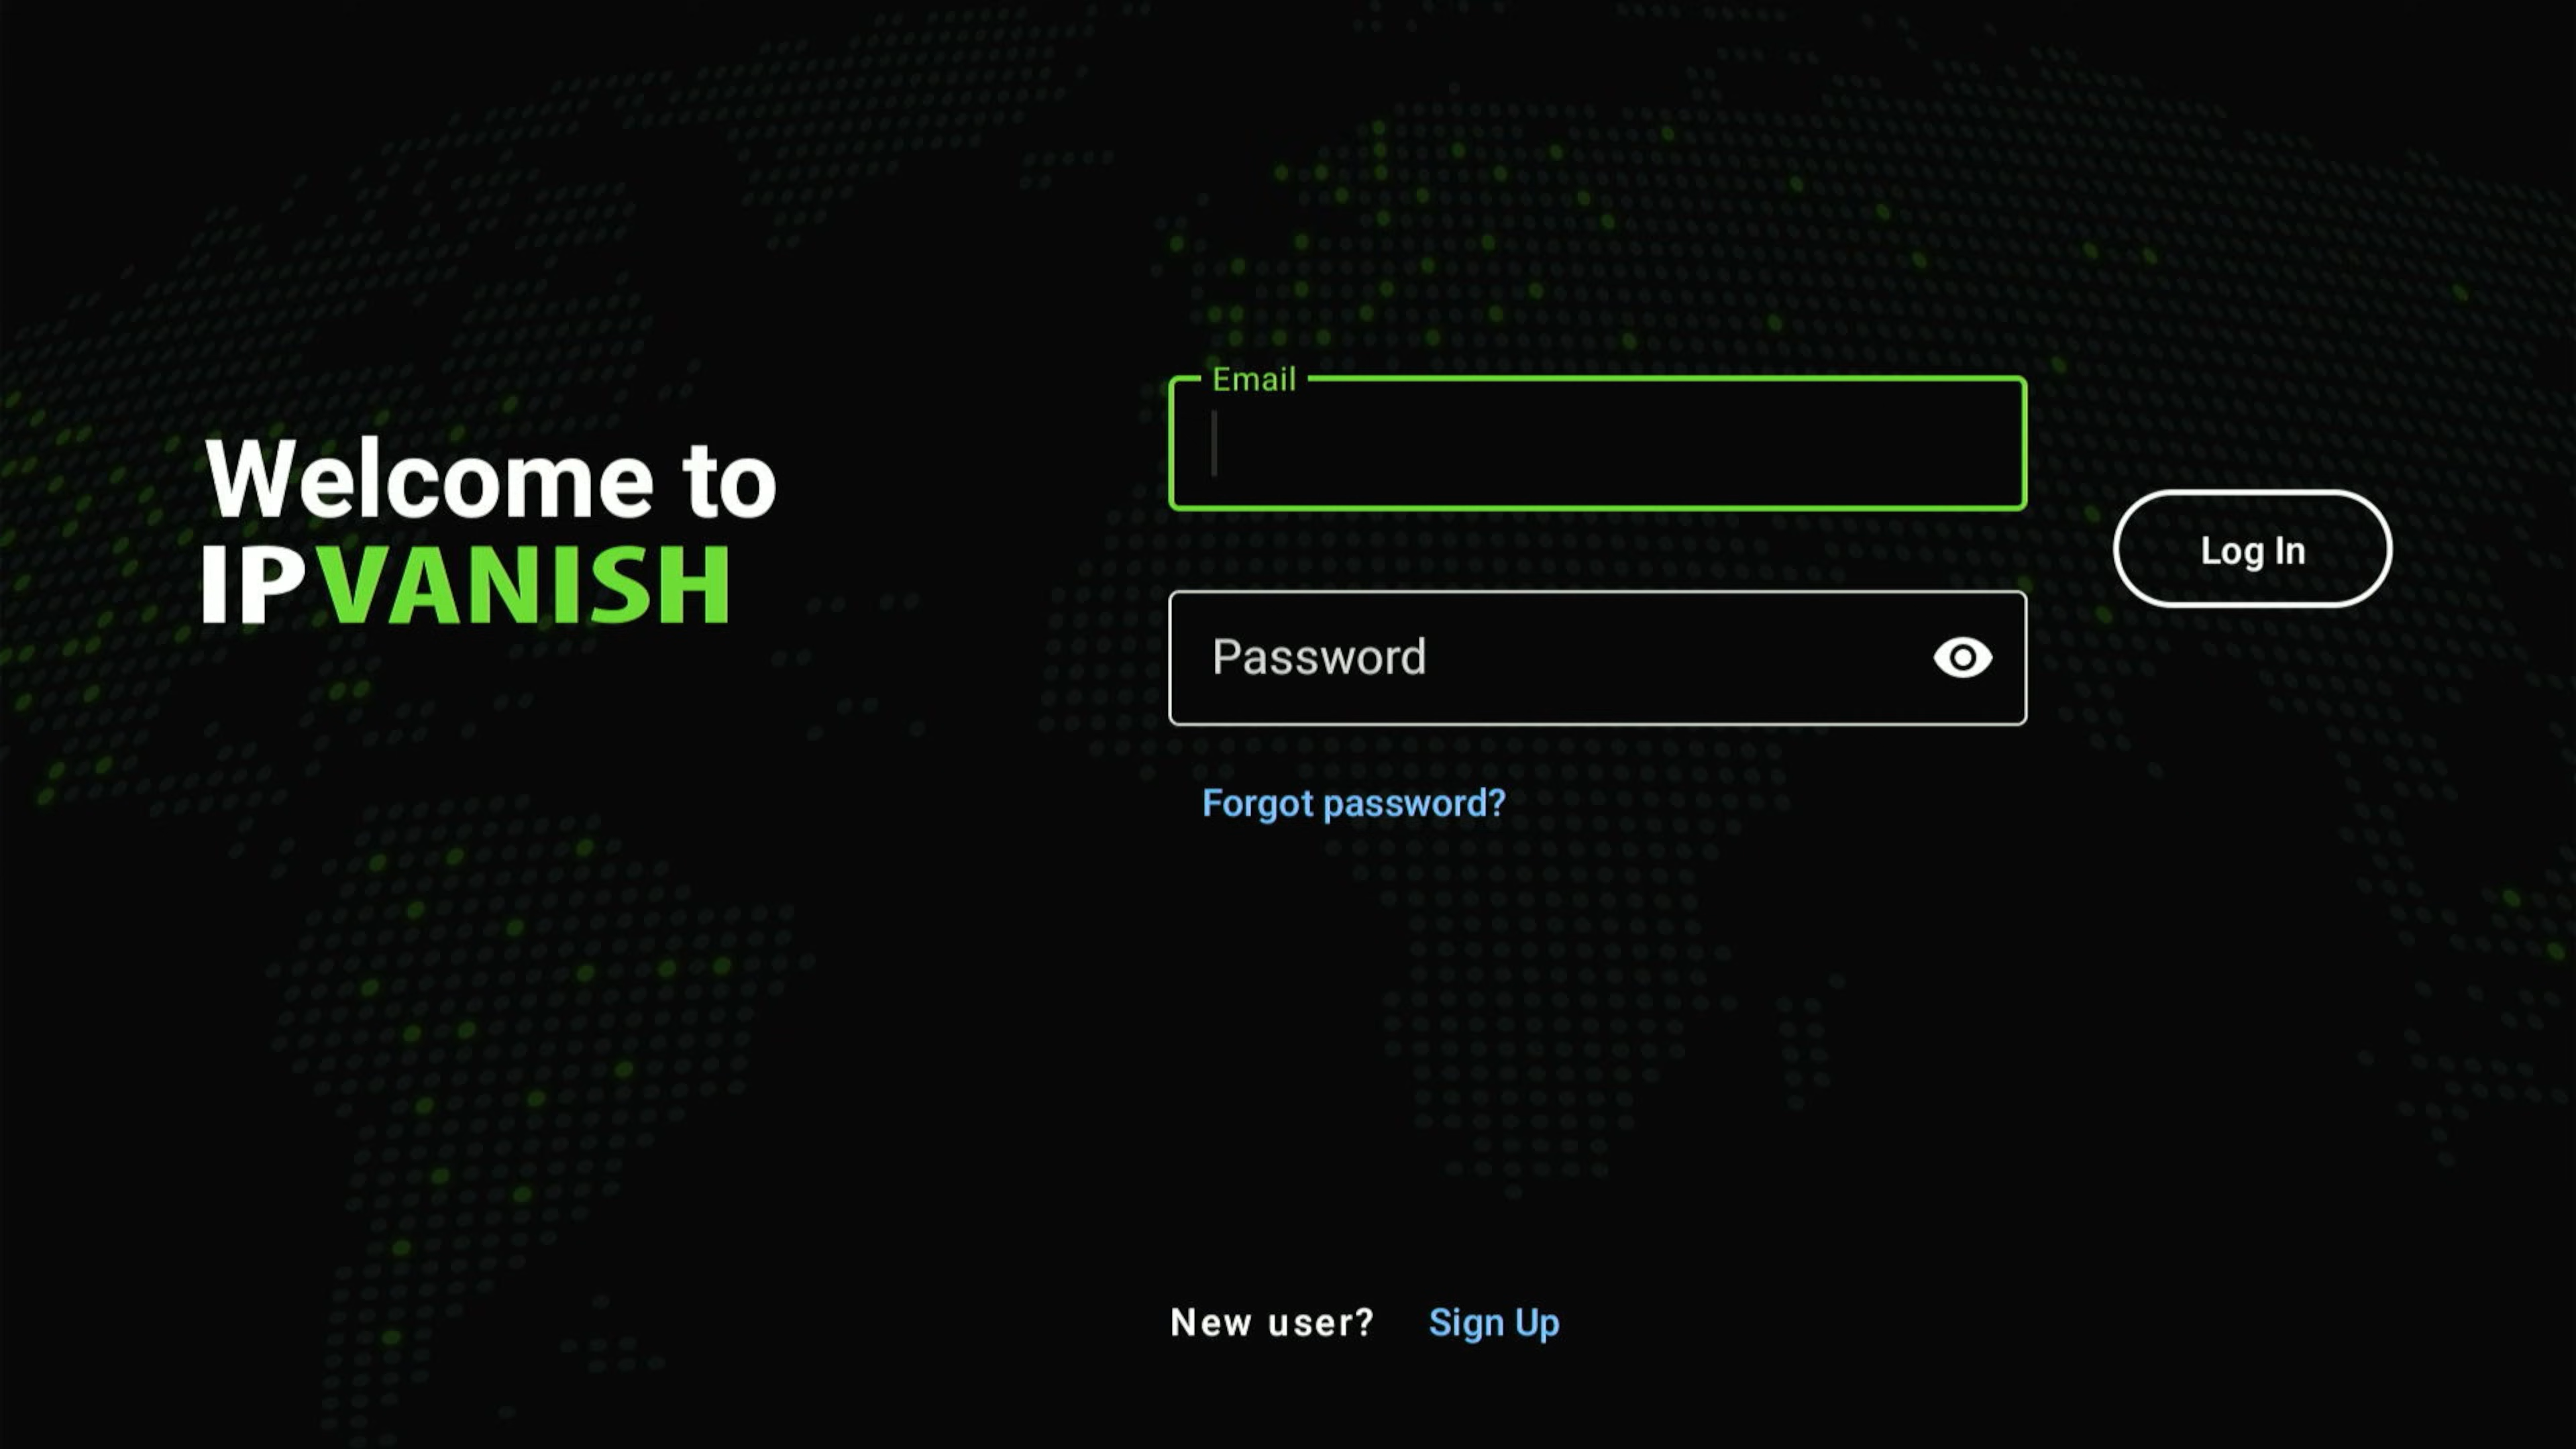 Welcome to
IPVANISH
Email
Password
Log In
Forgot password?
New user? Sign Up